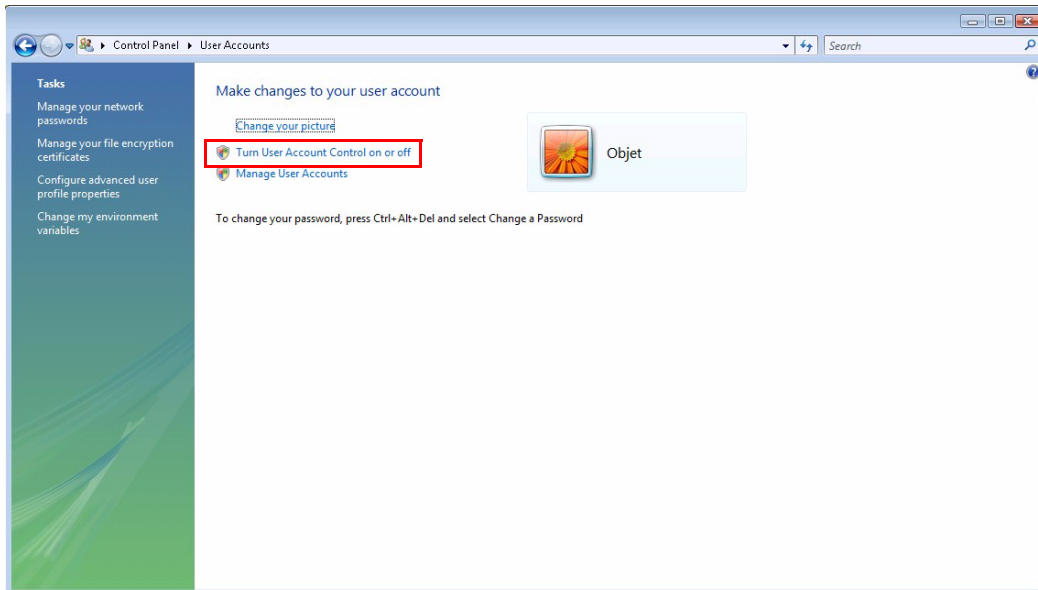 Control Panel
User Accounts
Search
Tasks
Manage your network
passwords
Manage your file encryption
certificates
Configure advanced user
profile properties
Change my environment
variables
Make changes to your user account
Change your picture
Turn User Account Control on or off
Manage User Accounts
Objet
To change your password, press Ctrl+Alt+Del and select Change a Password